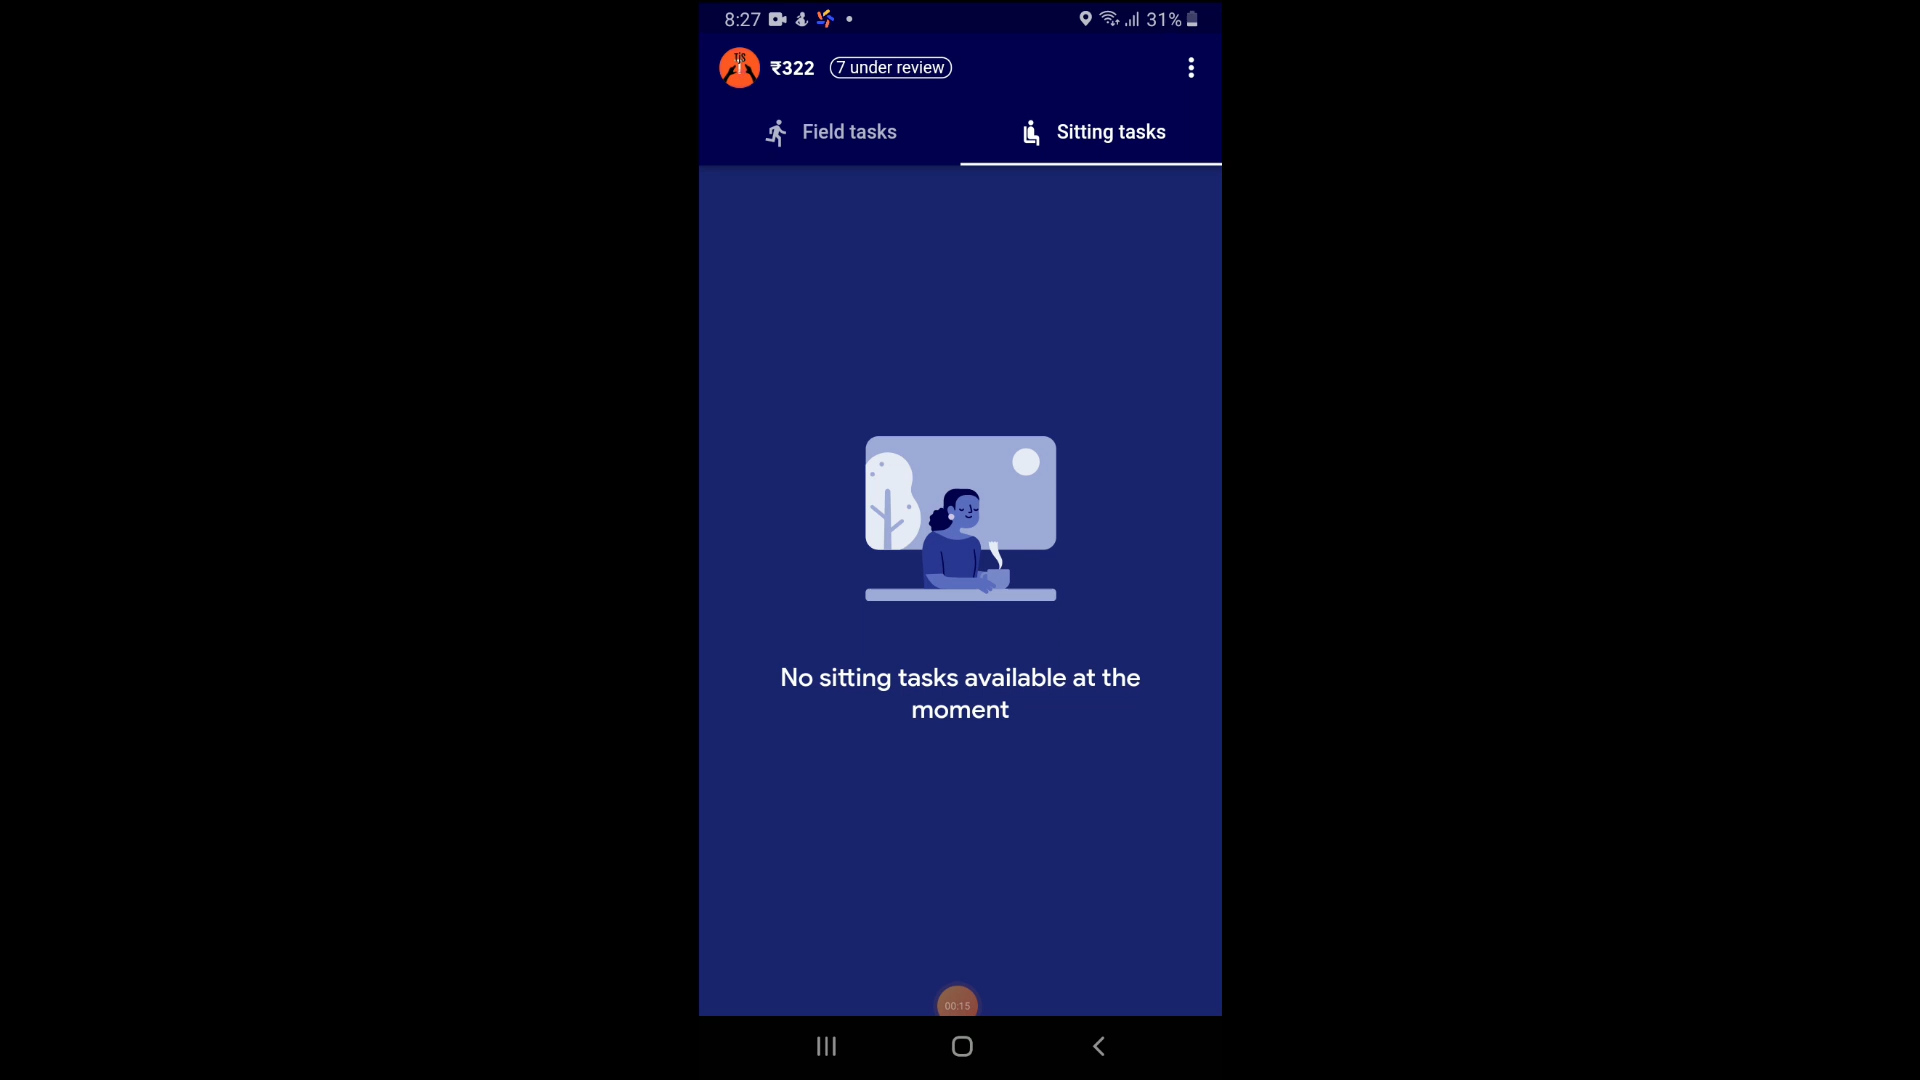 8:27
31%
₹322
7 under review
Field tasks
Sitting tasks
No sitting tasks available at the
moment
00:15